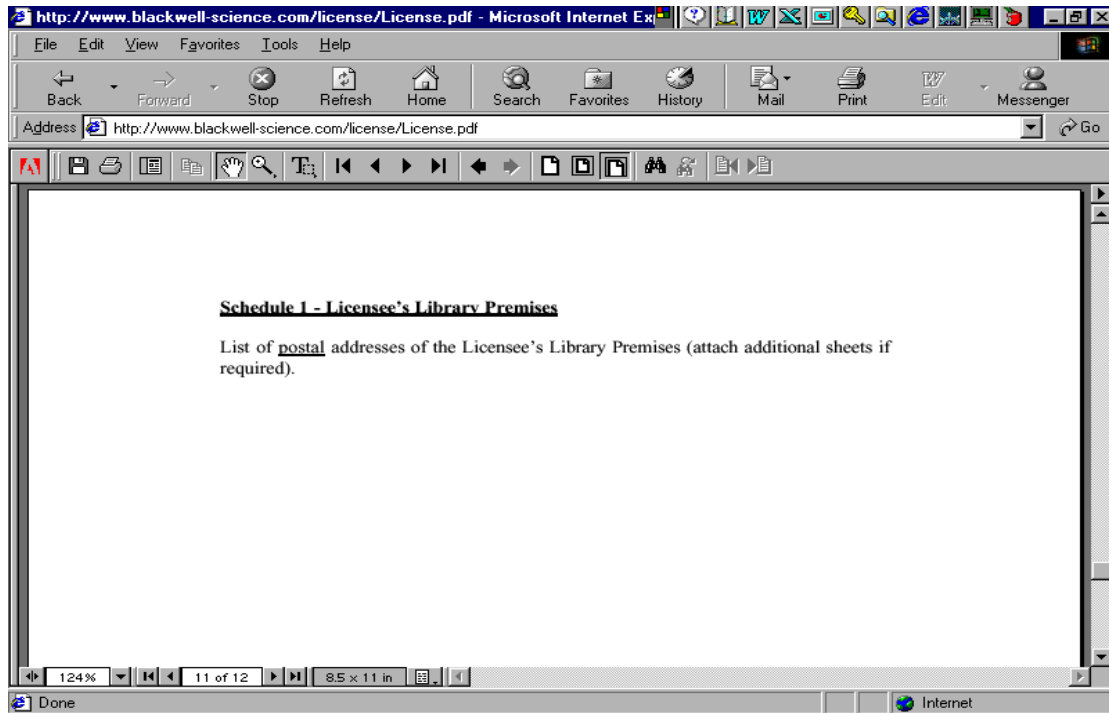 http://www.blackwell-science.com/license/License.pdf - Microsoft Internet Ex
File Edit View Favorites Tools Help
Back Forward Stop Refresh Home Search Favorites History Mail Print Edit Messenger
Address http://www.blackwell-science.com/license/License.pdf Go
Schedule 1 - Licensee's Library Premises
List of postal addresses of the Licensee's Library Premises (attach additional sheets if
required).
124% 11 of 12 8.5 x 11 in
Done Internet